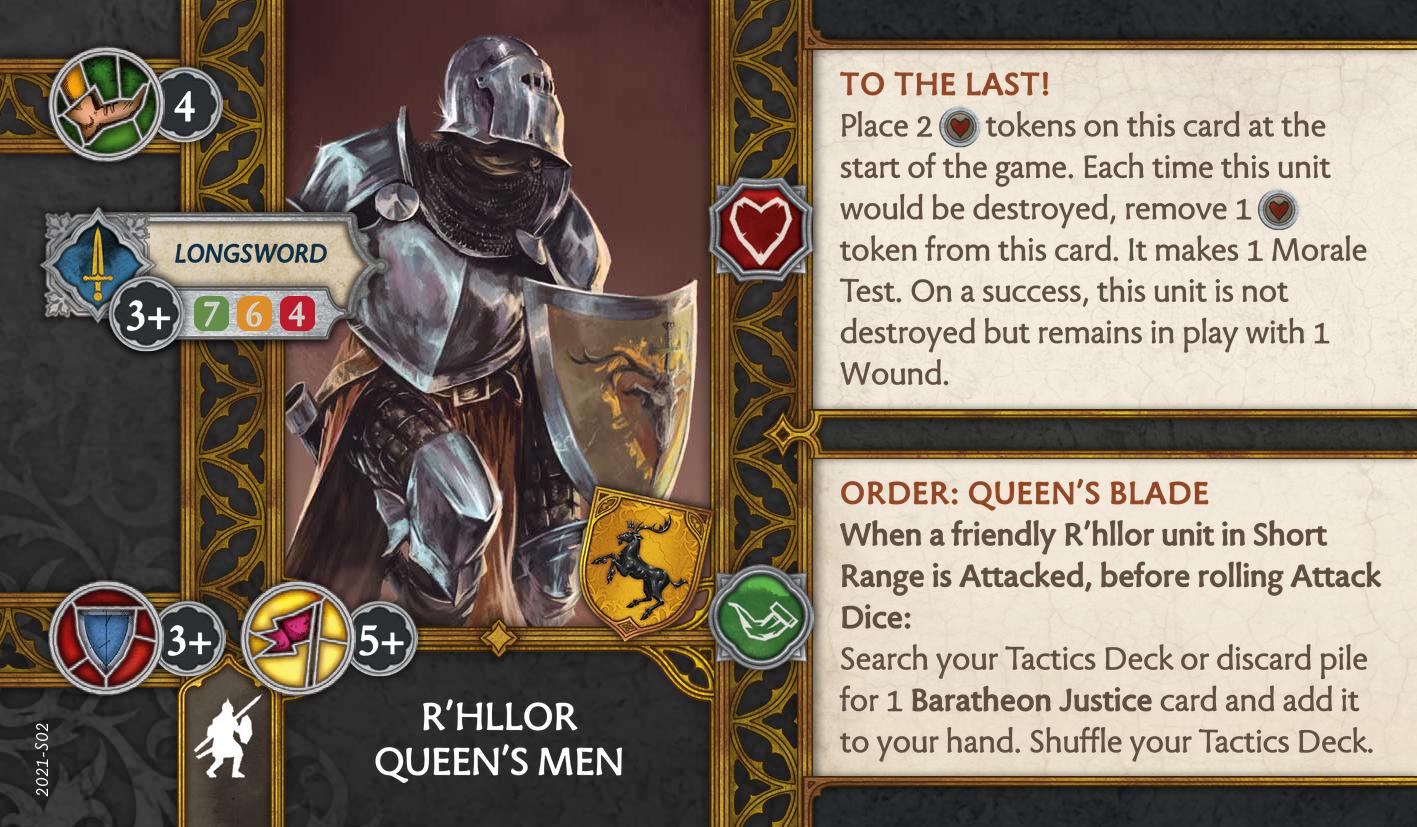 4
LONGSWORD
3+ 7 6 4
3+ 5+
R'HLLOR
QUEEN'S MEN
2021-S02
TO THE LAST!
Place 2 tokens on this card at the
start of the game. Each time this unit
would be destroyed, remove 1
token from this card. It makes 1 Morale
Test. On a success, this unit is not
destroyed but remains in play with 1
Wound.
ORDER: QUEEN'S BLADE
When a friendly R'hllor unit in Short
Range is Attacked, before rolling Attack
Dice:
Search your Tactics Deck or discard pile
for 1 Baratheon Justice card and add it
to your hand. Shuffle your Tactics Deck.